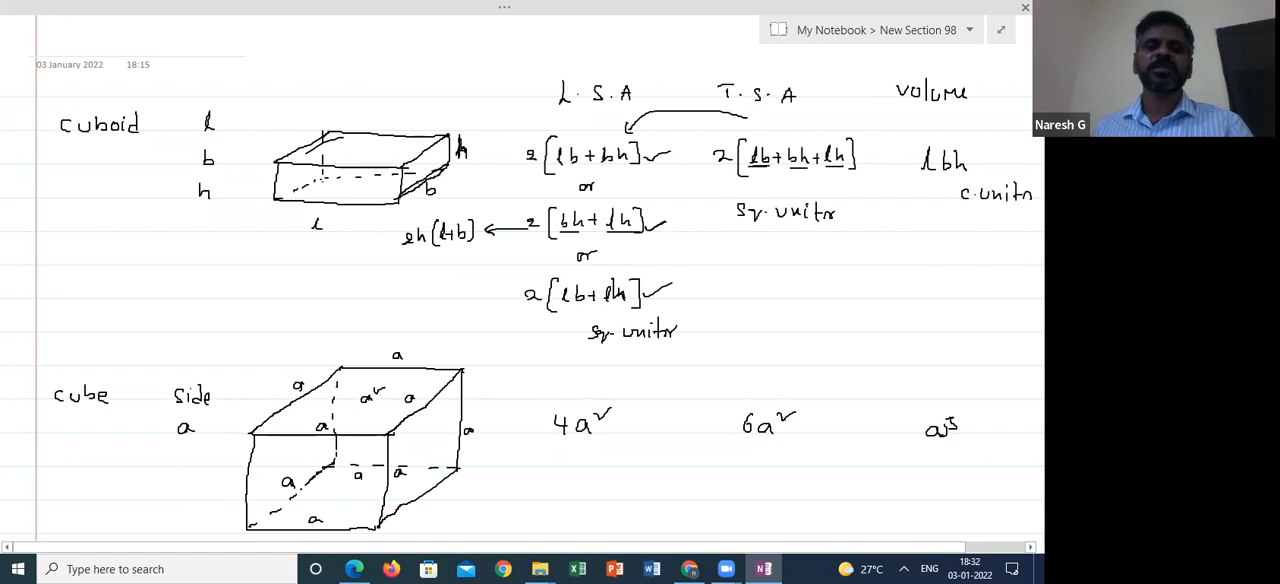 My Notebook > New Section 98
Naresh G
03 January 2022 18:15
L.S.A T.S.A volume
cuboid l
b
h
h
b
l
2[lb+bh] 2[lb+bh+lh] lbh
or sq.units c.units
2h[l+b] 2[bh+lh]
or
2[lb+lh]
sq.units
cube side
a
a
a
a² a
a
a
a
a a
a
4a² 6a² a³
Type here to search
27°C ENG 18:32
03-01-2022